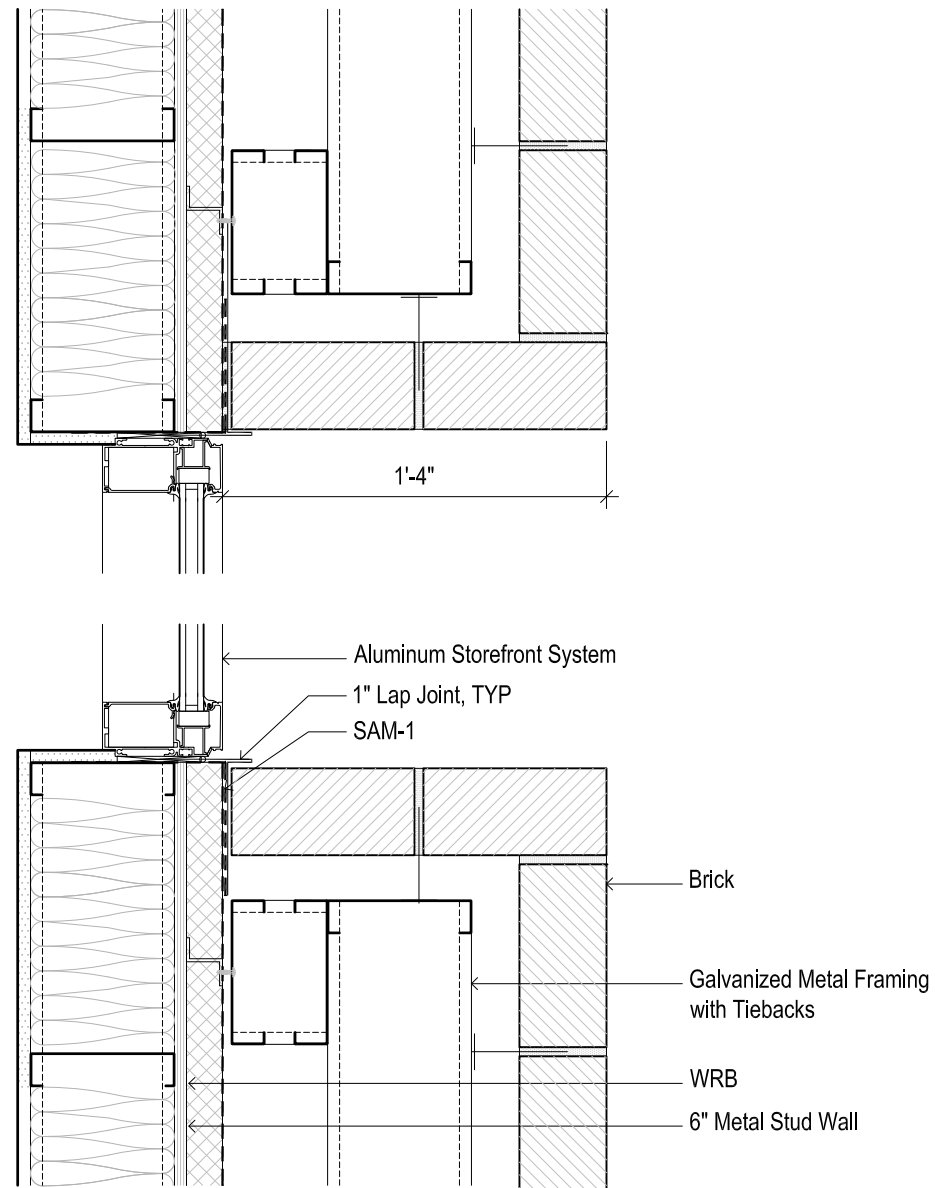 1'-4"
Aluminum Storefront System
1" Lap Joint, TYP
SAM-1
Brick
Galvanized Metal Framing
with Tiebacks
WRB
6" Metal Stud Wall